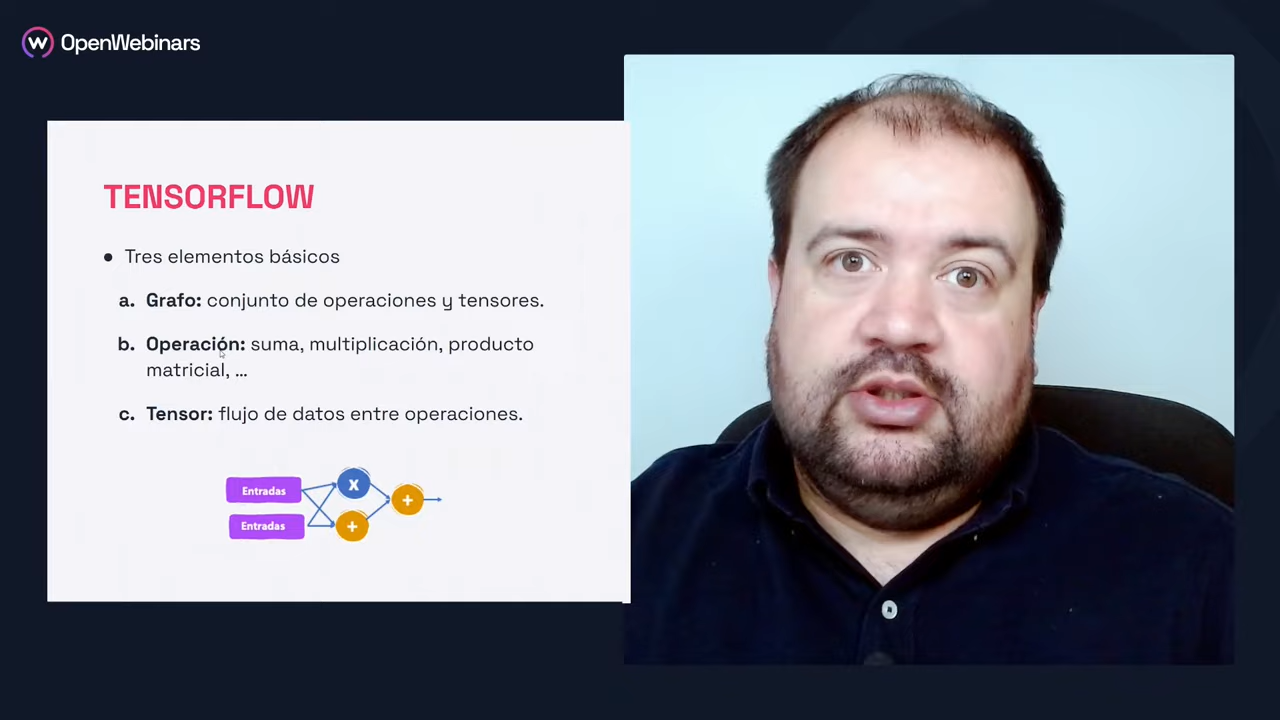 OpenWebinars
TENSORFLOW
● Tres elementos básicos
a. Grafo: conjunto de operaciones y tensores.
b. Operación: suma, multiplicación, producto
matricial, ...
c. Tensor: flujo de datos entre operaciones.
Entradas
X
+
Entradas
+